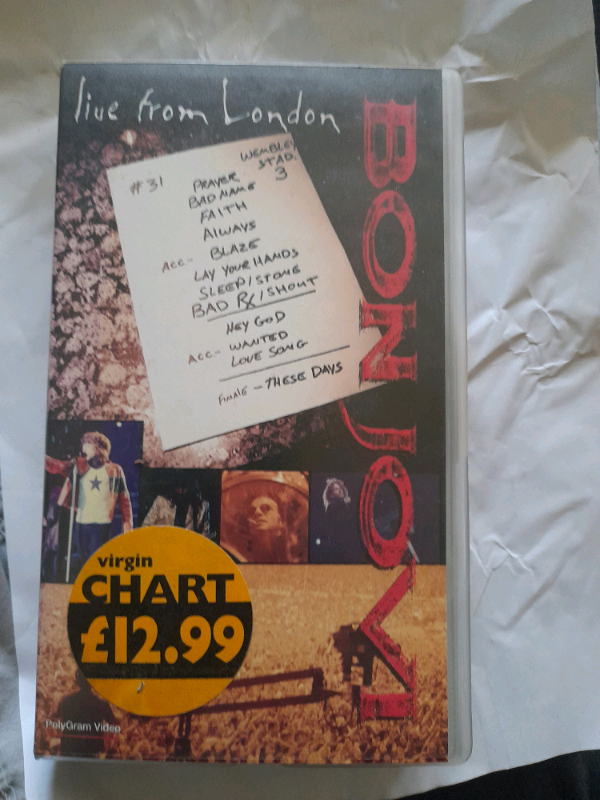 live from London
BON JOVI
#31
WEMBLEY
STAD.
3
PRAYER
BAD NAME
FAITH
ALWAYS
ACC- BLAZE
LAY YOUR HANDS
SLEEP/STONE
BAD RX/SHOUT
HEY GOD
ACC- WANTED
LOVE SONG
FINALE - THESE DAYS
virgin
CHART
£12.99
PolyGram Video